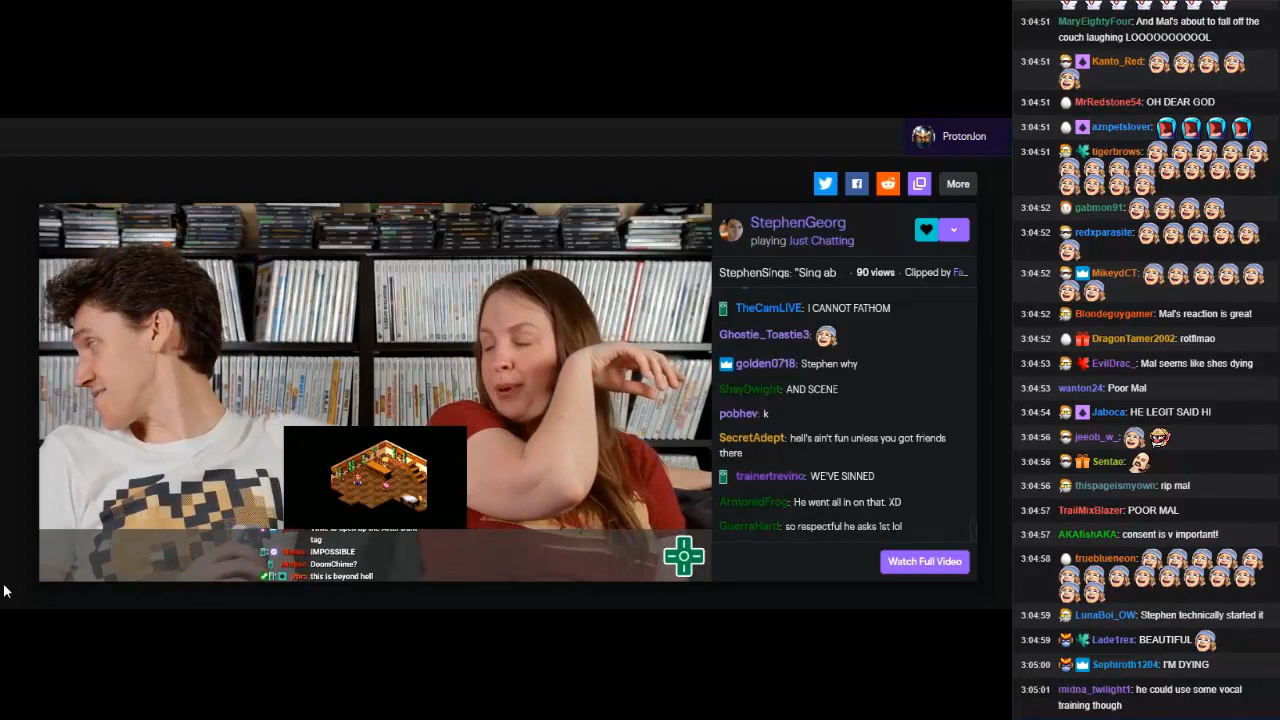 ProtonJon
More
StephenGeorg
playing Just Chatting
StephenSings: "Sing ab
90 views
Clipped by Fa...
TheCamLIVE: I CANNOT FATHOM
Ghostie_Toastie3:
golden0718: Stephen why
ShayDwight: AND SCENE
pobhev: k
SecretAdept: hell's ain't fun unless you got friends
there
trainertrevino: WE'VE SINNED
ArmoredFrog: He went all in on that. XD
GuerraHard: so respectful he asks 1st lol
Watch Full Video
tag
IMPOSSIBLE
DoomChime?
this is beyond hell
MaryEightyFour: And Mal's about to fall off the
couch laughing LOOOOOOOOOL
3:04:51
3:04:51 Kanto_Red:
3:04:51 MrRedstone54: OH DEAR GOD
3:04:51 aznpetslover:
3:04:51 tigerbrows:
3:04:52 gabmon91:
3:04:52 redxparasite:
3:04:52 MikeydCT:
3:04:52 Blondeguygamer: Mal's reaction is great
3:04:52 DragonTamer2002: rotflmao
3:04:53 EvilDrac_: Mal seems like shes dying
3:04:53 wanton24: Poor Mal
3:04:54 Jaboca: HE LEGIT SAID HI
3:04:56 jeeob_w_:
3:04:56 Sentae:
3:04:56 thispageismyown: rip mal
3:04:57 TrailMixBlazer: POOR MAL
3:04:57 AKAfishAKA: consent is v important!
3:04:58 trueblueneon:
3:04:59 LunaBoi_OW: Stephen technically started it
3:04:59 Lade1rex: BEAUTIFUL
3:05:00 Sephiroth1204: I'M DYING
3:05:01 midna_twilight1: he could use some vocal
training though